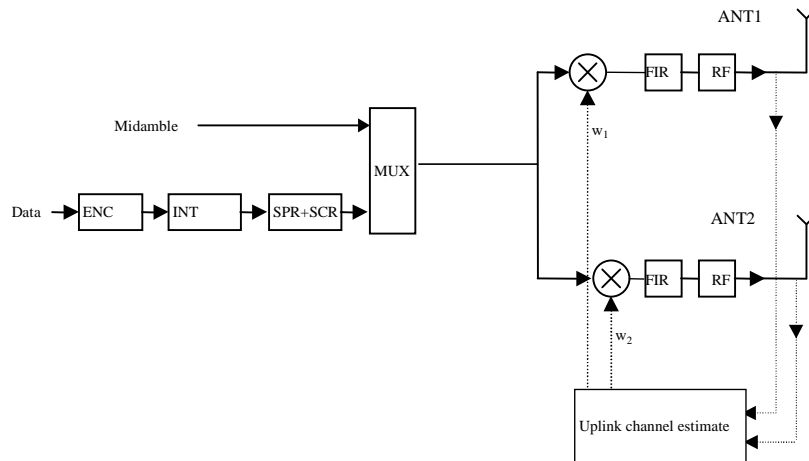 ANT1
FIR
RF
w1
Midamble
MUX
Data
ENC
INT
SPR+SCR
ANT2
FIR
RF
w2
Uplink channel estimate